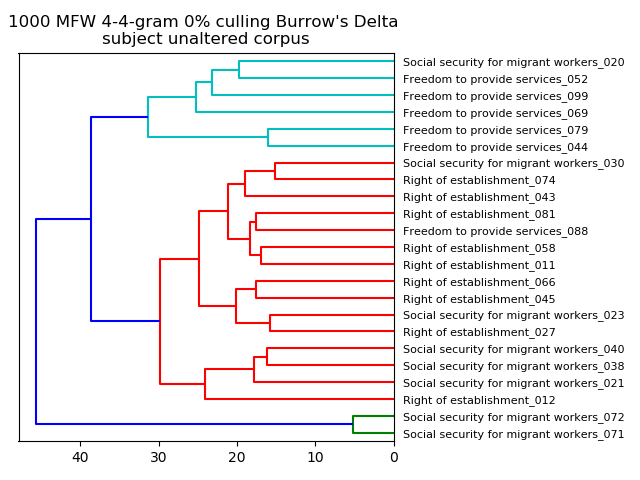 1000 MFW 4-4-gram 0% culling Burrow's Delta
subject unaltered corpus
Social security for migrant workers_020
Freedom to provide services_052
Freedom to provide services_099
Freedom to provide services_069
Freedom to provide services_079
Freedom to provide services_044
Social security for migrant workers_030
Right of establishment_074
Right of establishment_043
Right of establishment_081
Freedom to provide services_088
Right of establishment_058
Right of establishment_011
Right of establishment_066
Right of establishment_045
Social security for migrant workers_023
Right of establishment_027
Social security for migrant workers_040
Social security for migrant workers_038
Social security for migrant workers_021
Right of establishment_012
Social security for migrant workers_072
Social security for migrant workers_071
40 30 20 10 0